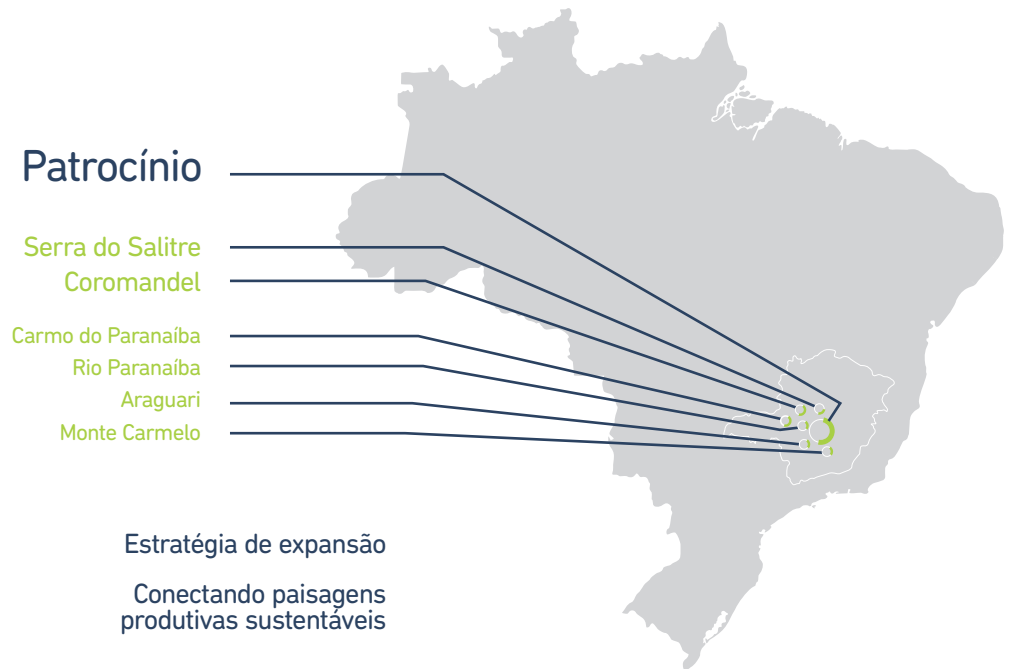 Patrocínio
Serra do Salitre
Coromandel
Carmo do Paranaíba
Rio Paranaíba
Araguari
Monte Carmelo
Estratégia de expansão
Conectando paisagens
produtivas sustentáveis